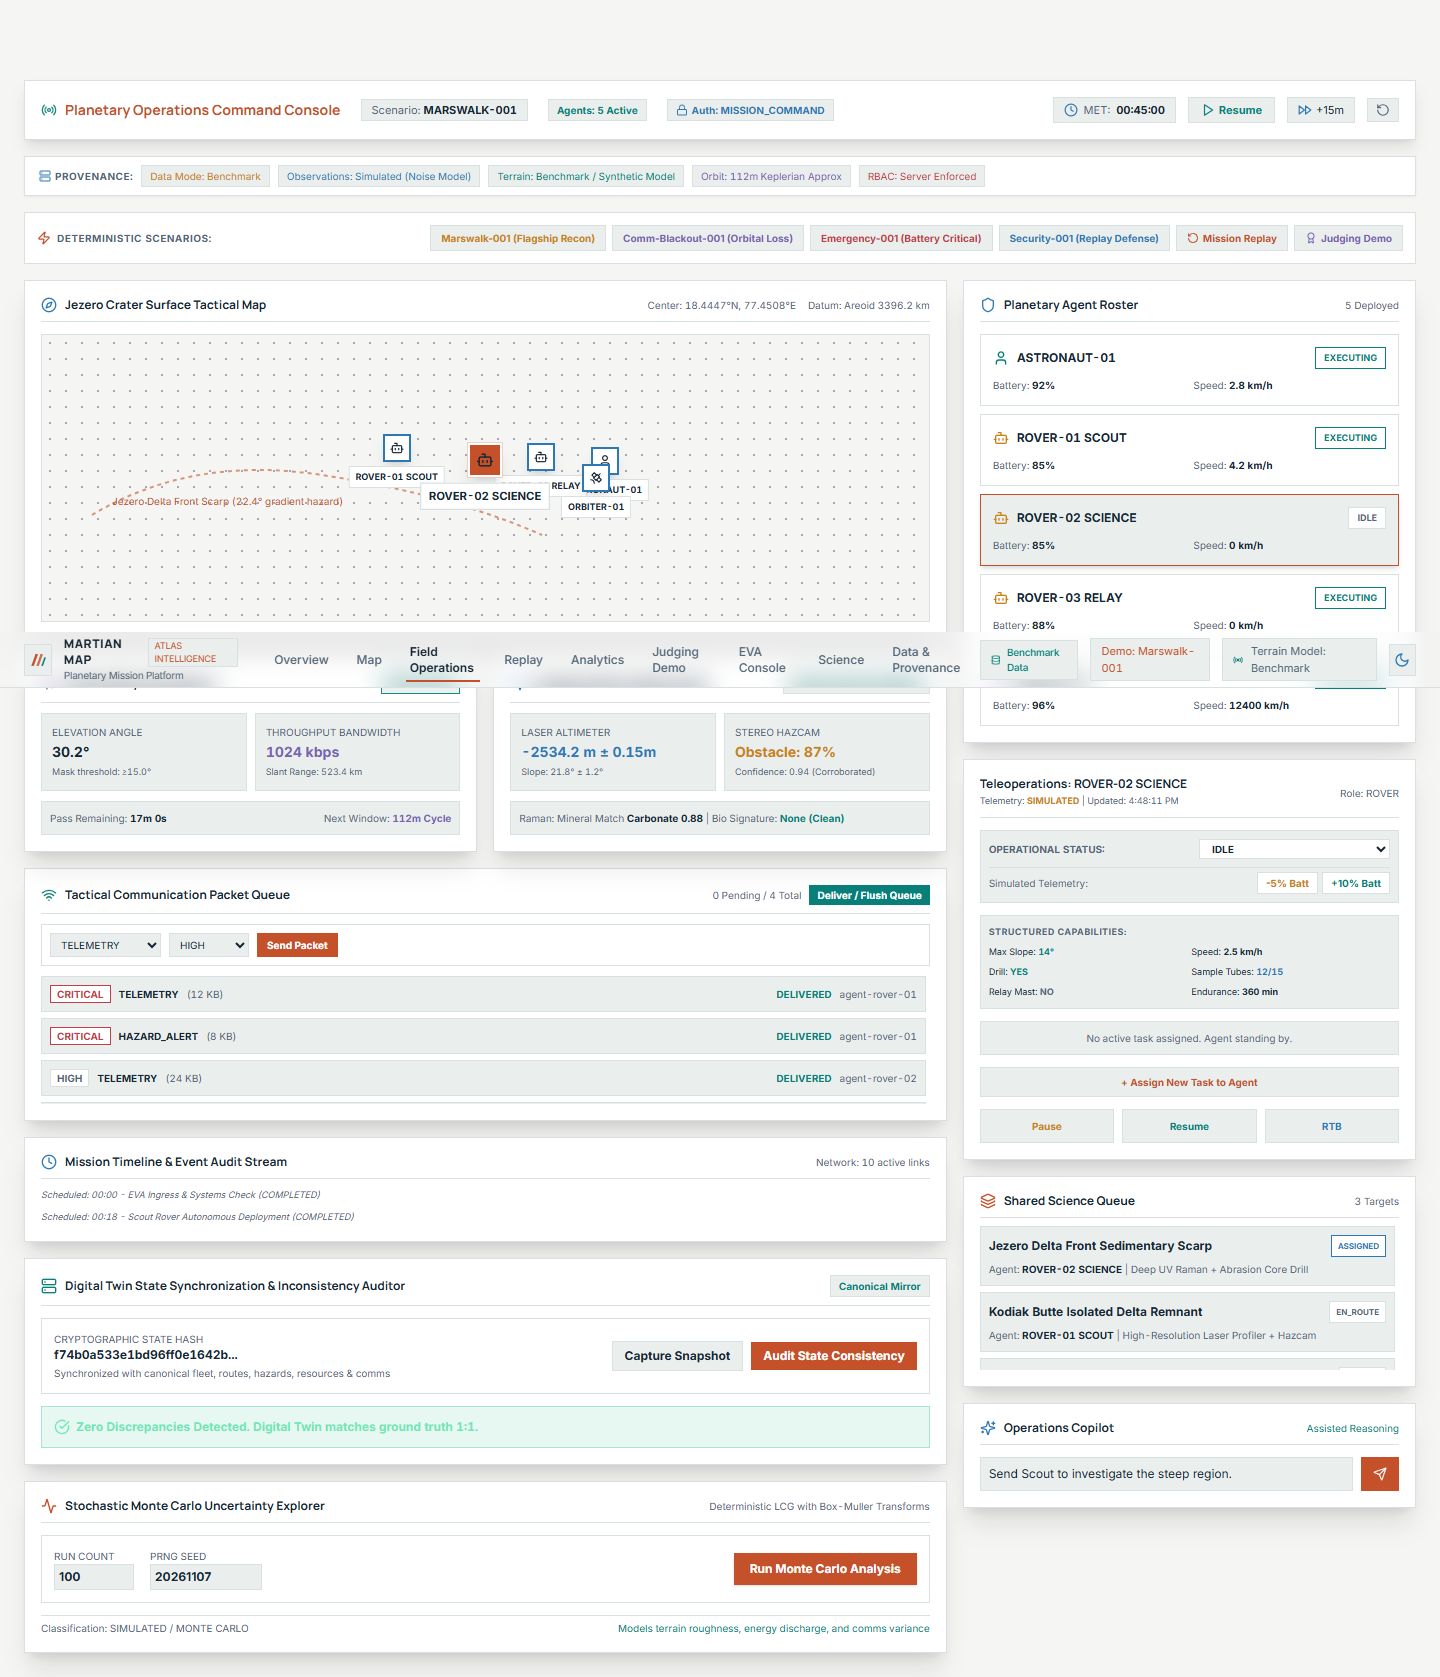 Planetary Operations Command Console
Scenario: MARSWALK-001
Agents: 5 Active
Auth: MISSION_COMMAND
MET: 00:45:00
Resume
+15m
PROVENANCE:
Data Mode: Benchmark
Observations: Simulated (Noise Model)
Terrain: Benchmark / Synthetic Model
Orbit: 112m Keplerian Approx
RBAC: Server Enforced
DETERMINISTIC SCENARIOS:
Marswalk-001 (Flagship Recon)
Comm-Blackout-001 (Orbital Loss)
Emergency-001 (Battery Critical)
Security-001 (Replay Defense)
Mission Replay
Judging Demo
Jezero Crater Surface Tactical Map
Center: 18.4447°N, 77.4508°E
Datum: Areoid 3396.2 km
ROVER-01 SCOUT
Jezero Delta Front Scarp (22.4° gradient hazard)
ROVER-02 SCIENCE
RELAY
AUT-01
ORBITER-01
Planetary Agent Roster
5 Deployed
ASTRONAUT-01
EXECUTING
Battery: 92%
Speed: 2.8 km/h
ROVER-01 SCOUT
EXECUTING
Battery: 85%
Speed: 4.2 km/h
ROVER-02 SCIENCE
IDLE
Battery: 85%
Speed: 0 km/h
ROVER-03 RELAY
EXECUTING
Battery: 88%
Speed: 0 km/h
MARTIAN MAP
ATLAS INTELLIGENCE
Planetary Mission Platform
Overview
Map
Field Operations
Replay
Analytics
Judging Demo
EVA Console
Science
Data & Provenance
Benchmark Data
Demo: Marswalk-001
Terrain Model: Benchmark
Battery: 96%
Speed: 12400 km/h
ELEVATION ANGLE
30.2°
Mask threshold: ≥15.0°
THROUGHPUT BANDWIDTH
1024 kbps
Slant Range: 523.4 km
Pass Remaining: 17m 0s
Next Window: 112m Cycle
LASER ALTIMETER
-2534.2 m ± 0.15m
Slope: 21.8° ± 1.2°
STEREO HAZCAM
Obstacle: 87%
Confidence: 0.94 (Corroborated)
Raman: Mineral Match Carbonate 0.88 | Bio Signature: None (Clean)
Teleoperations: ROVER-02 SCIENCE
Telemetry: SIMULATED | Updated: 4:48:11 PM
Role: ROVER
OPERATIONAL STATUS:
IDLE
Simulated Telemetry:
-5% Batt
+10% Batt
STRUCTURED CAPABILITIES:
Max Slope: 14°
Speed: 2.5 km/h
Drill: YES
Sample Tubes: 12/15
Relay Mast: NO
Endurance: 360 min
No active task assigned. Agent standing by.
+ Assign New Task to Agent
Pause
Resume
RTB
Tactical Communication Packet Queue
0 Pending / 4 Total
Deliver / Flush Queue
TELEMETRY
HIGH
Send Packet
CRITICAL TELEMETRY (12 KB)
DELIVERED agent-rover-01
CRITICAL HAZARD_ALERT (8 KB)
DELIVERED agent-rover-01
HIGH TELEMETRY (24 KB)
DELIVERED agent-rover-02
Mission Timeline & Event Audit Stream
Network: 10 active links
Scheduled: 00:00 - EVA Ingress & Systems Check (COMPLETED)
Scheduled: 00:18 - Scout Rover Autonomous Deployment (COMPLETED)
Shared Science Queue
3 Targets
Jezero Delta Front Sedimentary Scarp
ASSIGNED
Agent: ROVER-02 SCIENCE | Deep UV Raman + Abrasion Core Drill
Kodiak Butte Isolated Delta Remnant
EN_ROUTE
Agent: ROVER-01 SCOUT | High-Resolution Laser Profiler + Hazcam
Digital Twin State Synchronization & Inconsistency Auditor
Canonical Mirror
CRYPTOGRAPHIC STATE HASH
f74b0a533e1bd96ff0e1642b...
Synchronized with canonical fleet, routes, hazards, resources & comms
Capture Snapshot
Audit State Consistency
Zero Discrepancies Detected. Digital Twin matches ground truth 1:1.
Operations Copilot
Assisted Reasoning
Send Scout to investigate the steep region.
Stochastic Monte Carlo Uncertainty Explorer
Deterministic LCG with Box-Muller Transforms
RUN COUNT
100
PRNG SEED
20261107
Run Monte Carlo Analysis
Classification: SIMULATED / MONTE CARLO
Models terrain roughness, energy discharge, and comms variance